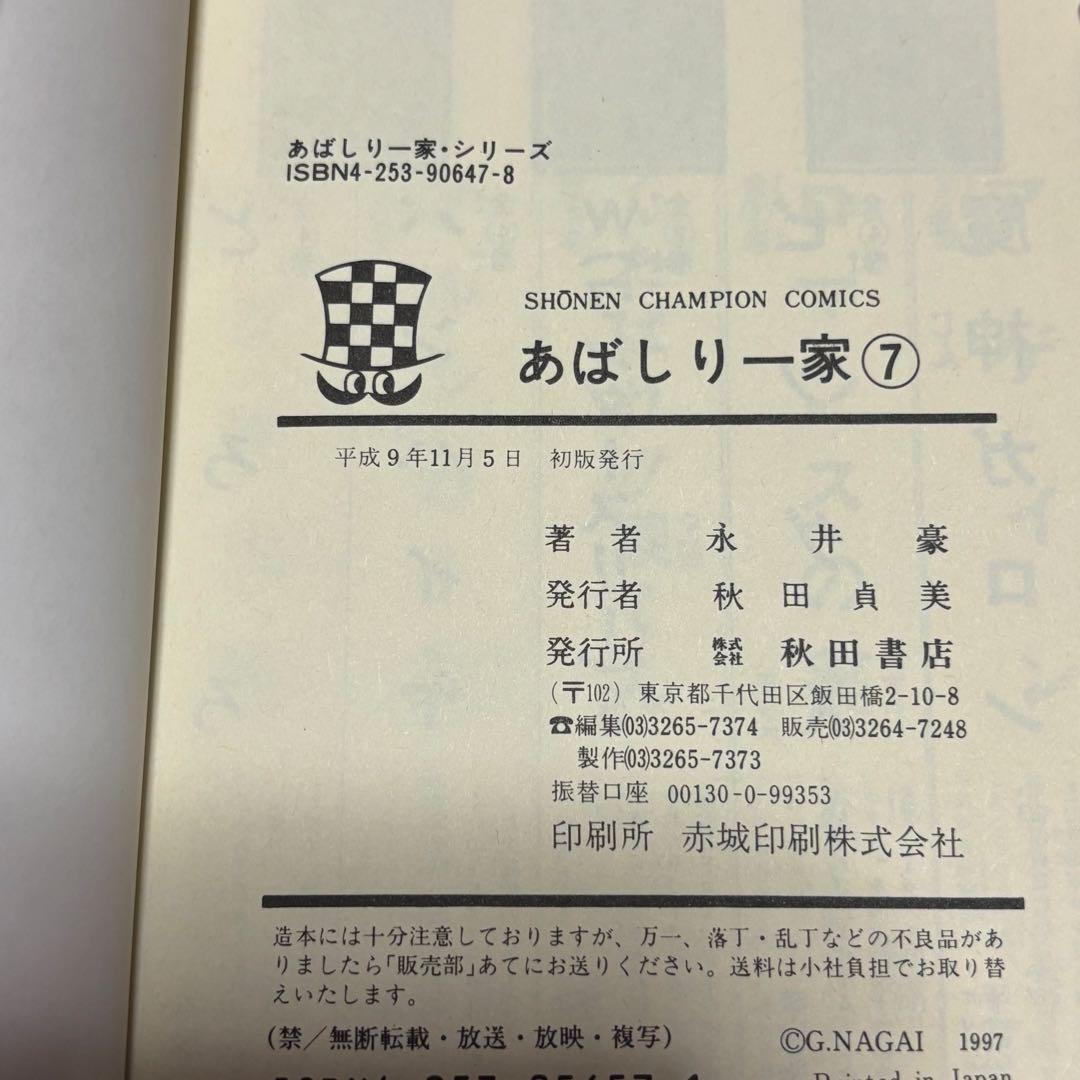 あばしり一家・シリーズ
ISBN4-253-90647-8
SHŌNEN CHAMPION COMICS
あばしり一家⑦
平成9年11月5日 初版発行
著者 永井豪
発行者 秋田貞美
発行所 株式会社 秋田書店
(〒102) 東京都千代田区飯田橋2-10-8
☎編集(03)3265-7374 販売(03)3264-7248
製作(03)3265-7373
振替口座 00130-0-99353
印刷所 赤城印刷株式会社
造本には十分注意しておりますが、万一、落丁・乱丁などの不良品があ
りましたら「販売部」あてにお送りください。送料は小社負担でお取り替
えいたします。
(禁/無断転載・放送・放映・複写)
©G.NAGAI 1997
Printed in Japan